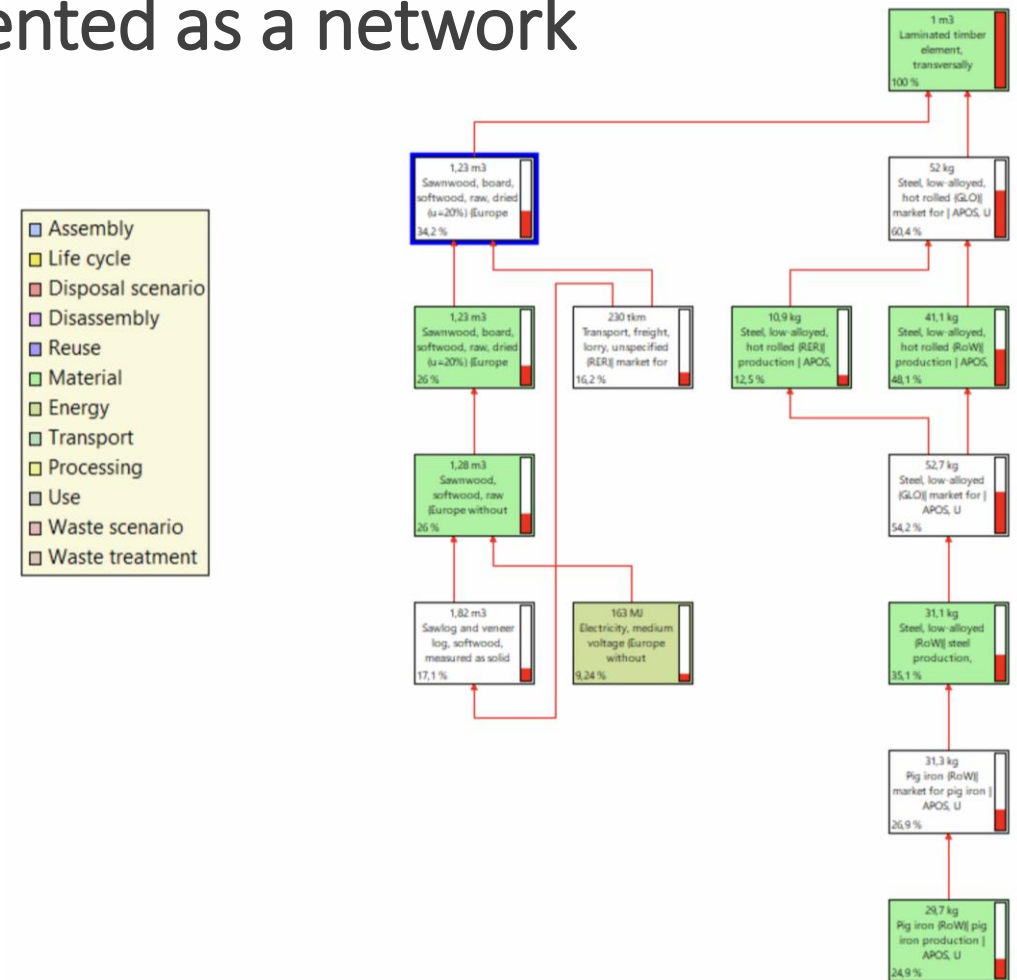 ented as a network
1 m3
Laminated timber
element,
transversally
100 %
1,23 m3
Sawnwood, board,
softwood, raw, dried
(u=20%) {Europe
34,2 %
52 kg
Steel, low-alloyed,
hot rolled {GLO}|
market for | APOS, U
60,4 %
Assembly
Life cycle
Disposal scenario
Disassembly
Reuse
Material
Energy
Transport
Processing
Use
Waste scenario
Waste treatment
1,23 m3
Sawnwood, board,
softwood, raw, dried
(u=20%) {Europe
26 %
230 tkm
Transport, freight,
lorry, unspecified
{RER}| market for
16,2 %
10,9 kg
Steel, low-alloyed,
hot rolled {RER}|
production | APOS,
12,5 %
41,1 kg
Steel, low-alloyed,
hot rolled {RoW}|
production | APOS,
48,1 %
1,28 m3
Sawnwood,
softwood, raw
{Europe without
26 %
52,7 kg
Steel, low-alloyed
{GLO}| market for |
APOS, U
54,2 %
1,82 m3
Sawlog and veneer
log, softwood,
measured as solid
17,1 %
163 MJ
Electricity, medium
voltage {Europe
without
9,24 %
31,1 kg
Steel, low-alloyed
{RoW}| steel
production,
35,1 %
31,3 kg
Pig iron {RoW}|
market for pig iron |
APOS, U
26,9 %
29,7 kg
Pig iron {RoW}| pig
iron production |
APOS, U
24,9 %